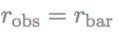 r_obs = r_bar